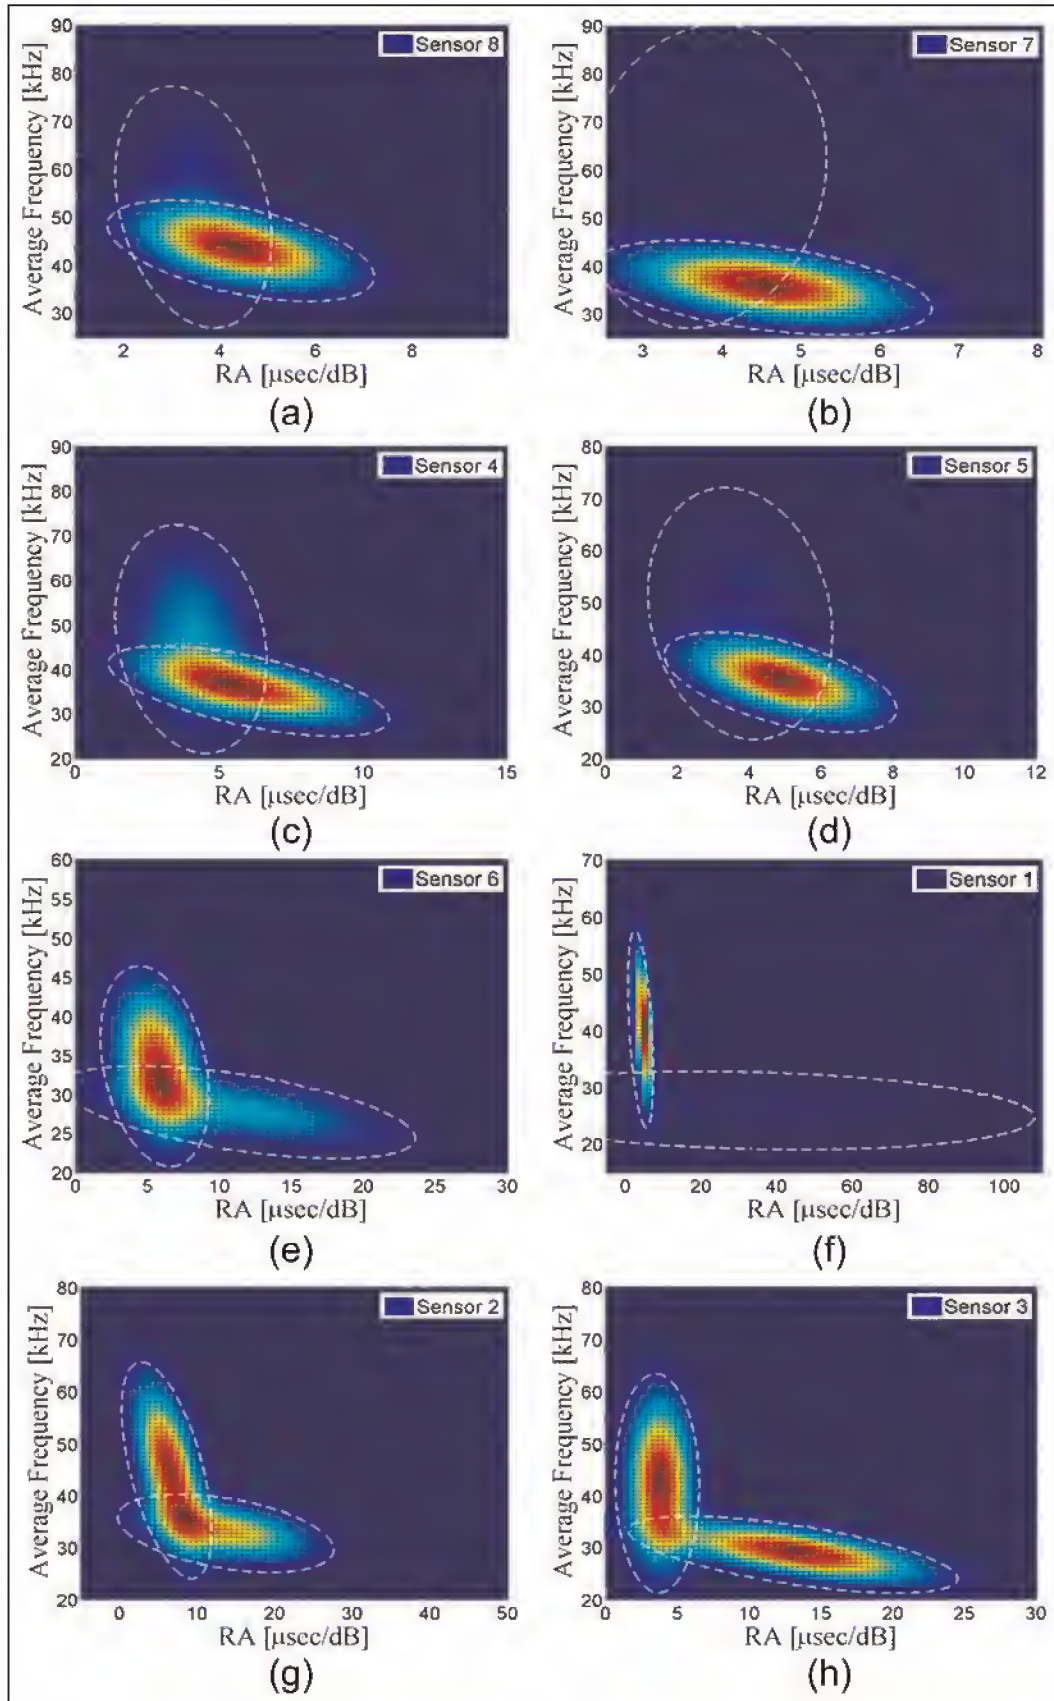 90
80
70
60
50
40
30
Average Frequency [kHz]
Sensor 8
2 4 6 8
RA [μsec/dB]
(a)
90
80
70
60
50
40
30
Average Frequency [kHz]
Sensor 7
3 4 5 6 7 8
RA [μsec/dB]
(b)
90
80
70
60
50
40
30
20
Average Frequency [kHz]
Sensor 4
0 5 10 15
RA [μsec/dB]
(c)
80
70
60
50
40
30
20
Average Frequency [kHz]
Sensor 5
0 2 4 6 8 10 12
RA [μsec/dB]
(d)
60
55
50
45
40
35
30
25
20
Average Frequency [kHz]
Sensor 6
0 5 10 15 20 25 30
RA [μsec/dB]
(e)
70
60
50
40
30
20
Average Frequency [kHz]
Sensor 1
0 20 40 60 80 100
RA [μsec/dB]
(f)
80
70
60
50
40
30
20
Average Frequency [kHz]
Sensor 2
0 10 20 30 40 50
RA [μsec/dB]
(g)
80
70
60
50
40
30
20
Average Frequency [kHz]
Sensor 3
0 5 10 15 20 25 30
RA [μsec/dB]
(h)